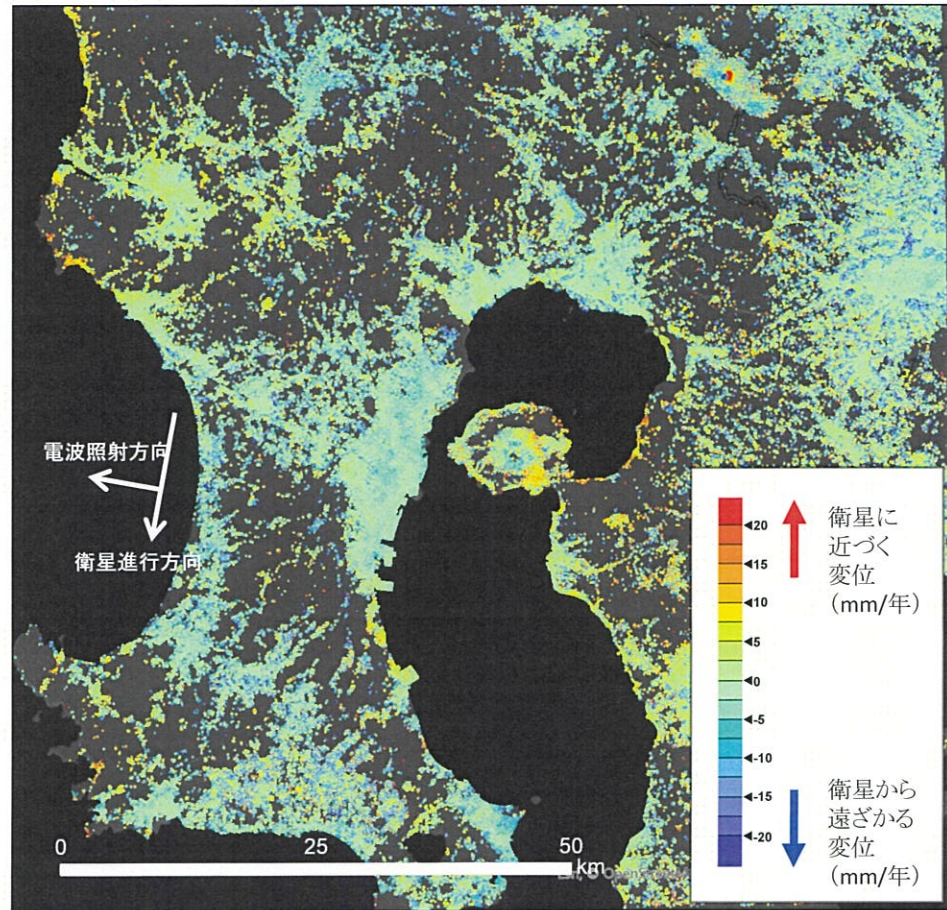 電波照射方向
衛星進行方向
0
25
50
km
20
15
10
5
0
-5
-10
-15
-20
衛星に
近づく
変位
(mm/年)
衛星から
遠ざかる
変位
(mm/年)